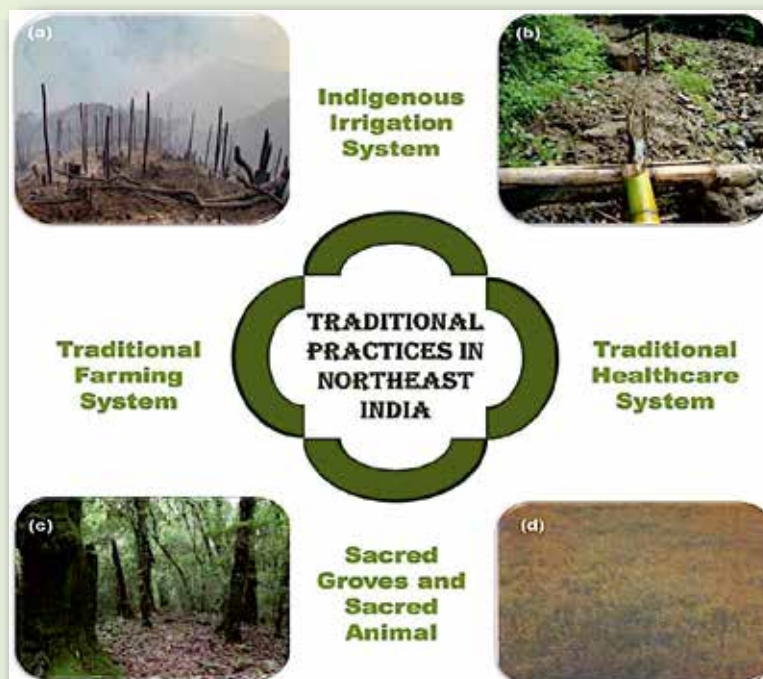 (a)
(b)
Indigenous
Irrigation
System
TRADITIONAL
PRACTICES IN
NORTHEAST
INDIA
Traditional
Farming
System
Traditional
Healthcare
System
(c)
(d)
Sacred
Groves and
Sacred
Animal